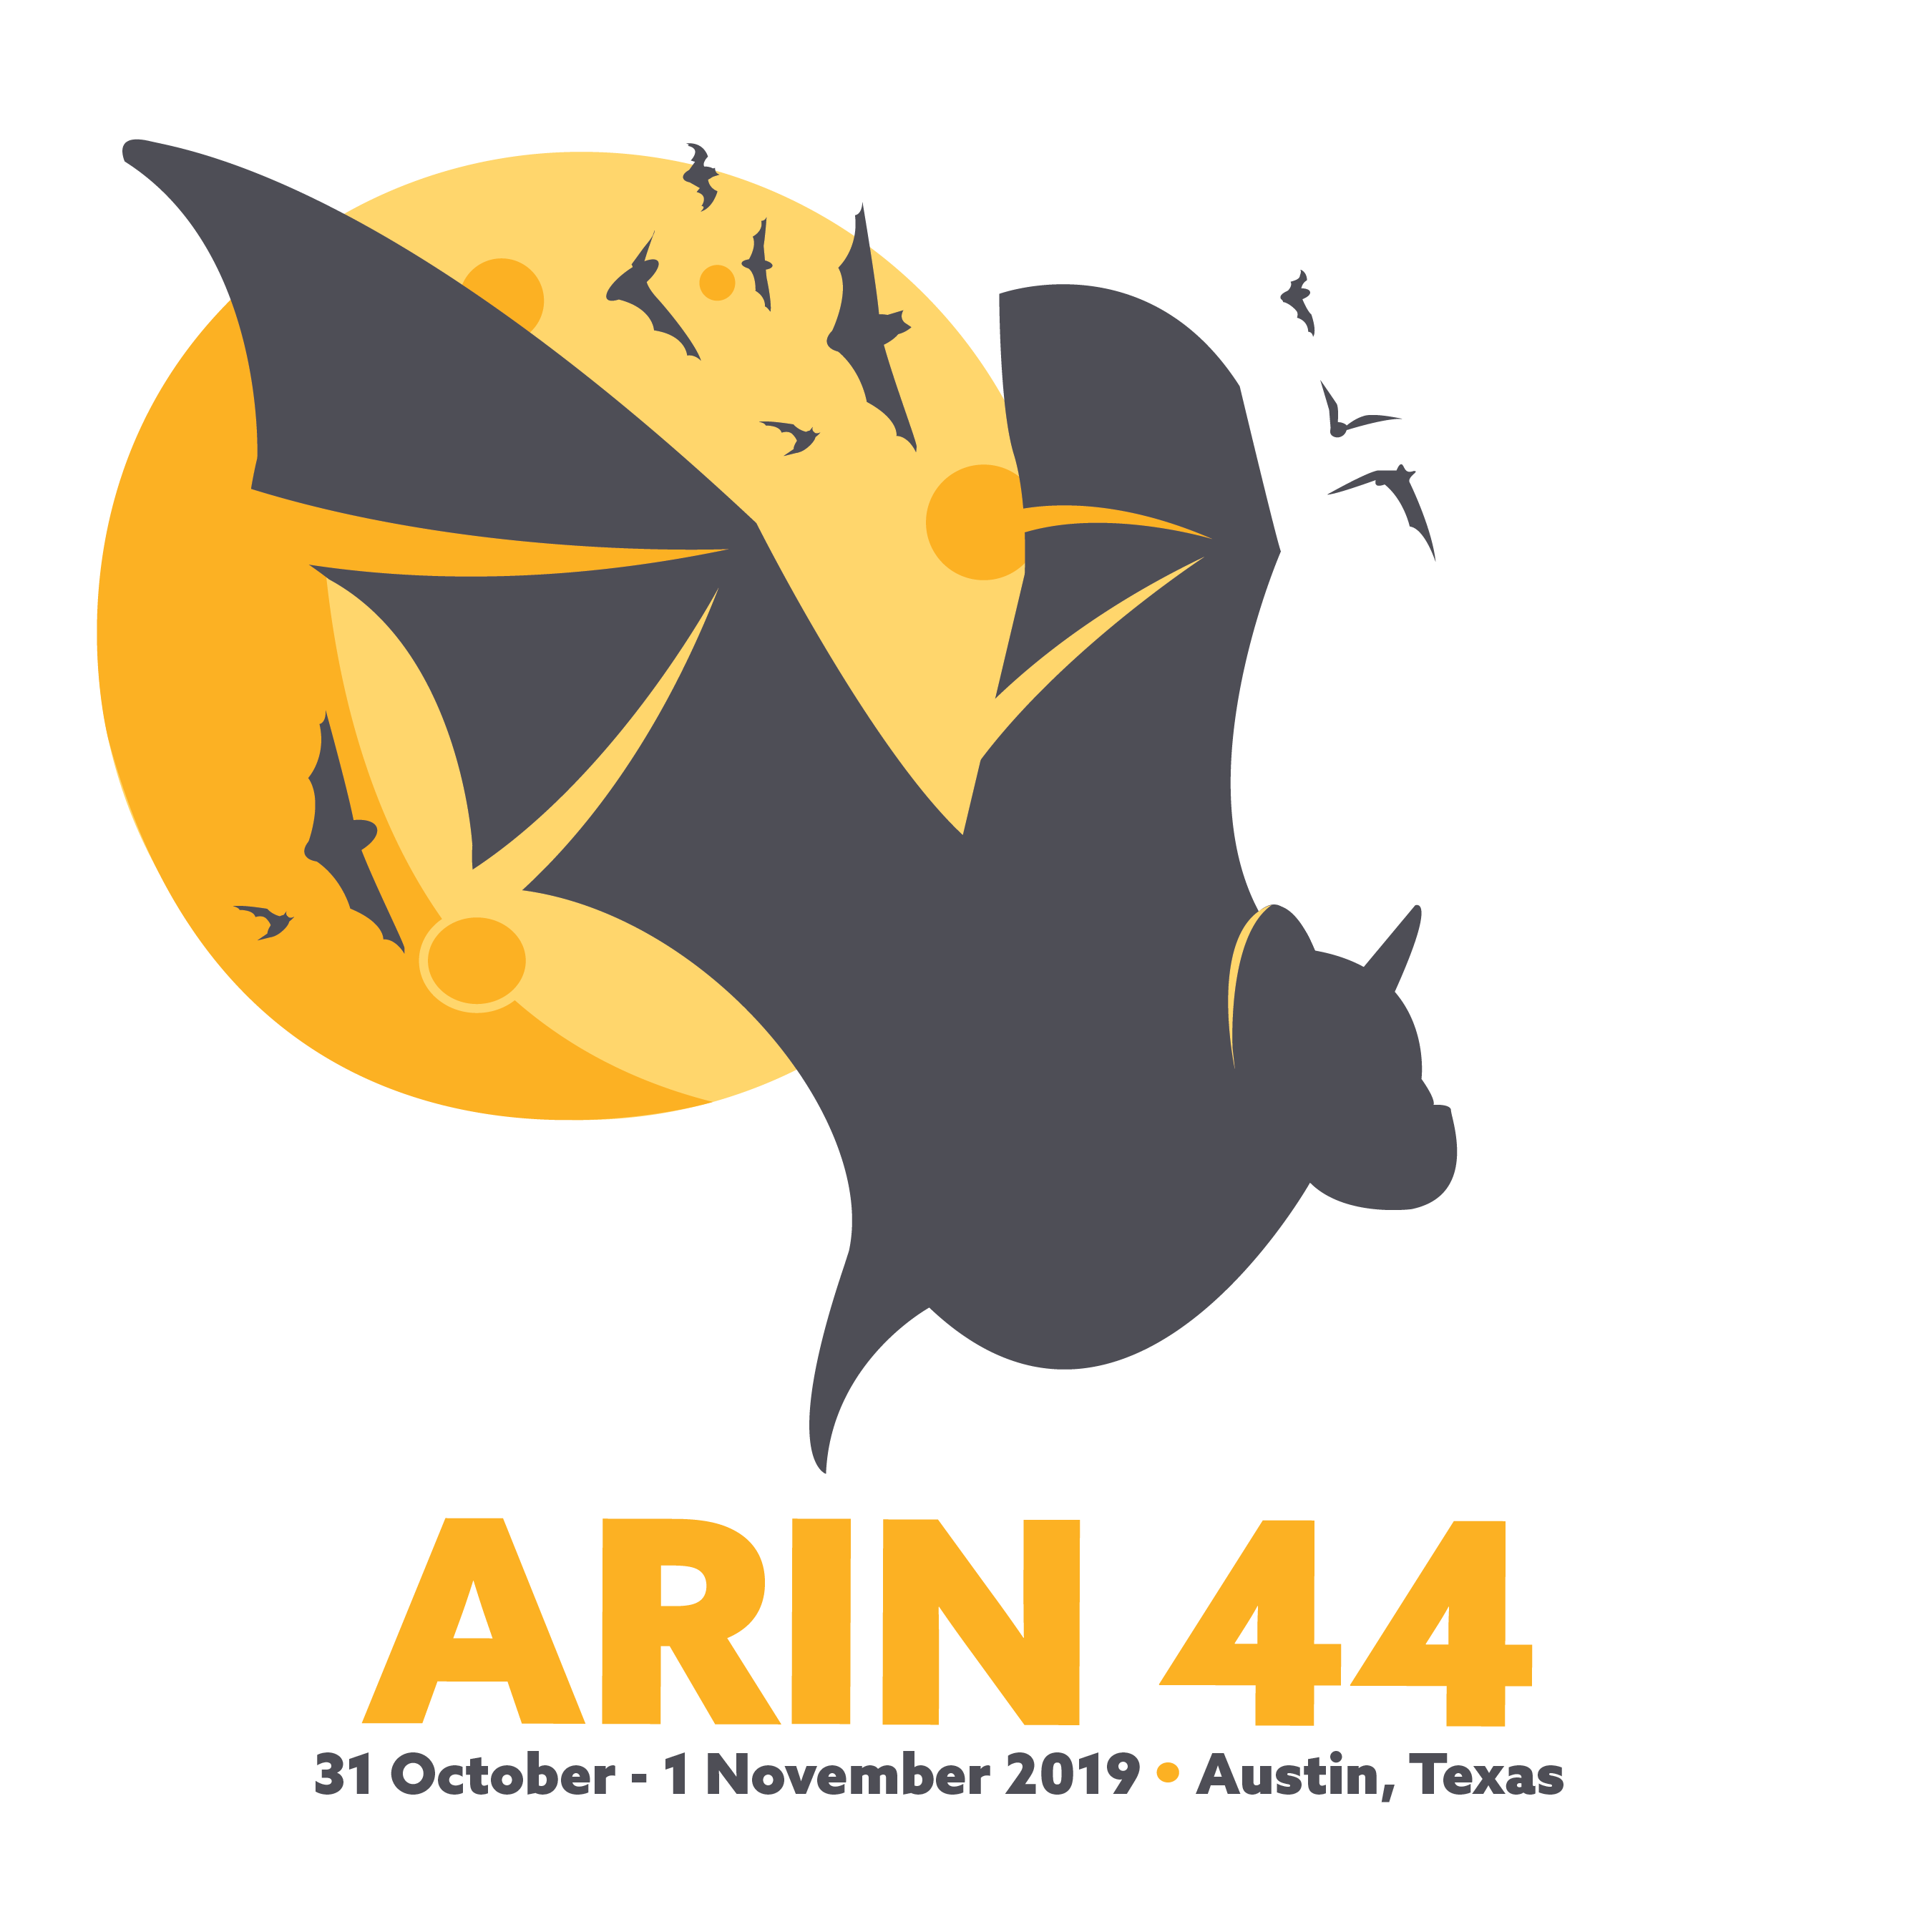 ARIN 44
31 October - 1 November 2019 • Austin, Texas